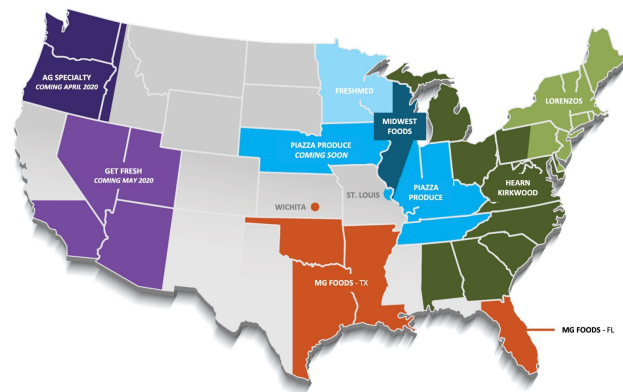 AG SPECIALTY
COMING APRIL 2020
FRESHMED
LORENZOS
MIDWEST
FOODS
PIAZZA PRODUCE
COMING SOON
GET FRESH
COMING MAY 2020
HEARN
KIRKWOOD
PIAZZA
PRODUCE
ST. LOUIS
WICHITA
MG FOODS - TX
MG FOODS - FL